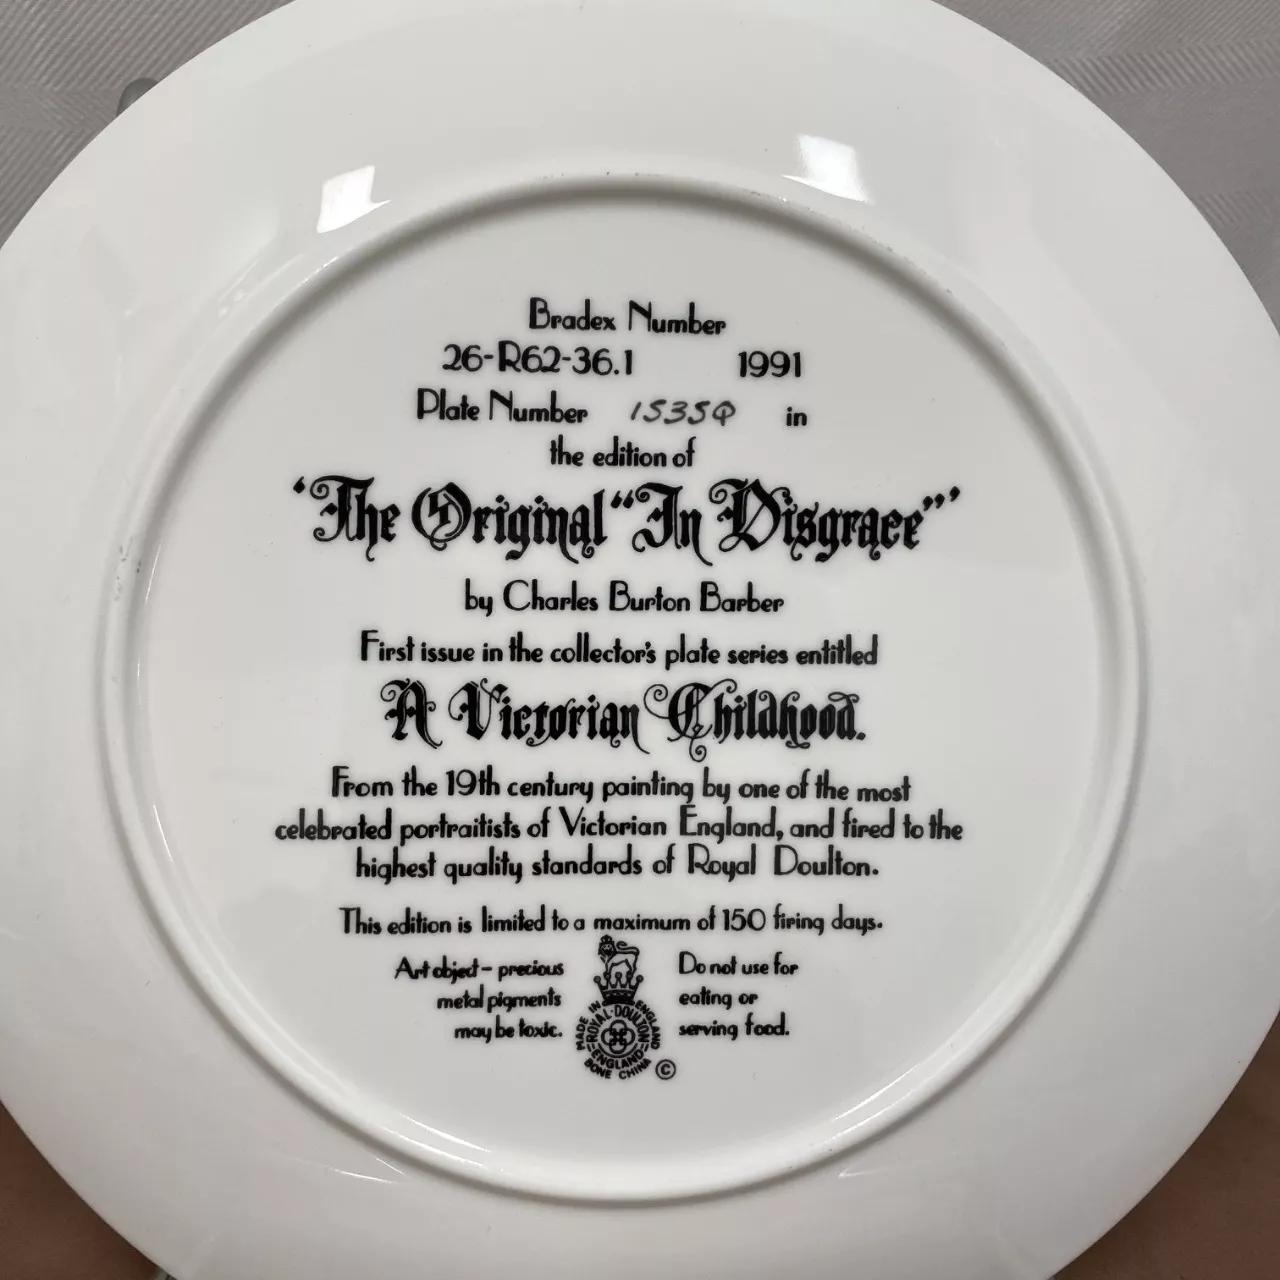 Bradex Number
26-R62-36.1 1991
Plate Number 1535Q in
the edition of
‘The Original “In Disgrace”’
by Charles Burton Barber
First issue in the collector's plate series entitled
A Victorian Childhood.
From the 19th century painting by one of the most
celebrated portraitists of Victorian England, and fired to the
highest quality standards of Royal Doulton.
This edition is limited to a maximum of 150 firing days.
Art object – precious
metal pigments
may be toxic.
MADE IN ENGLAND
ROYAL·DOULTON
ENGLAND
BONE CHINA
©
Do not use for
eating or
serving food.